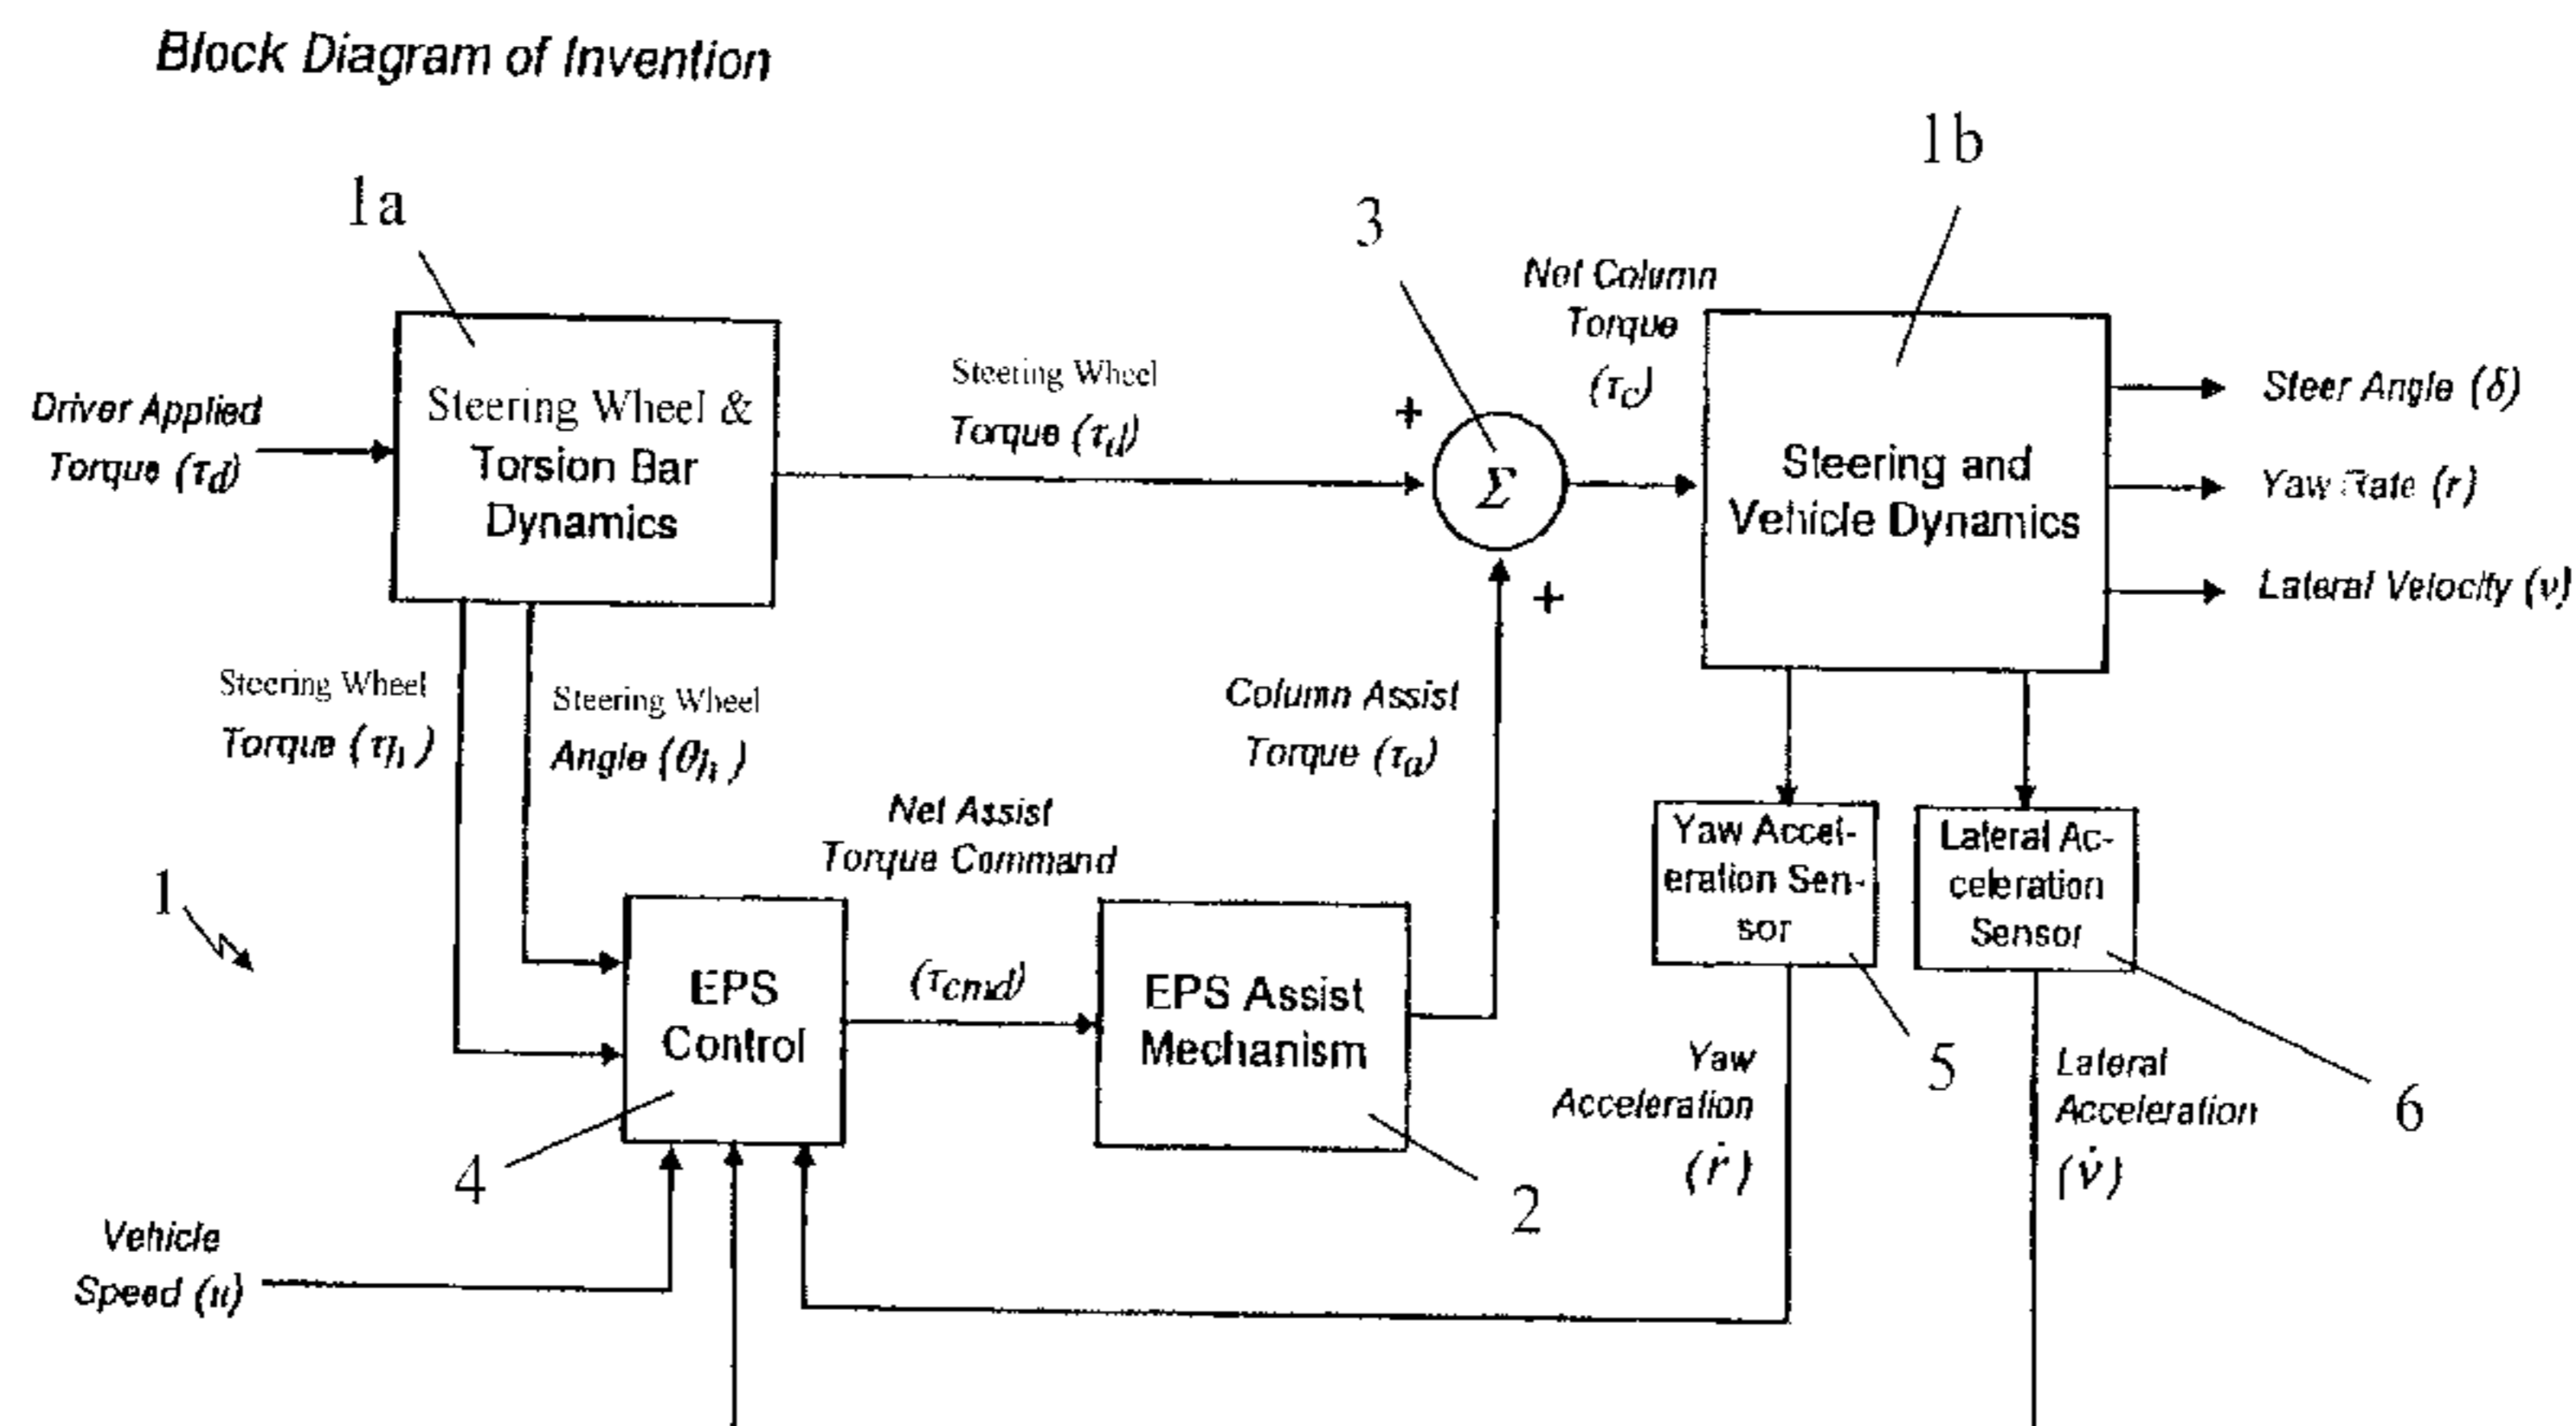 Block Diagram of Invention
1a
1b
3
Driver Applied
Torque (τd)
Steering Wheel &
Torsion Bar
Dynamics
Steering Wheel
Torque (τd)
+
Σ
+
Net Column
Torque
(τc)
Steering and
Vehicle Dynamics
Steer Angle (δ)
Yaw Rate (r)
Lateral Velocity (v)
Steering Wheel
Torque (τh)
Steering Wheel
Angle (θh)
Column Assist
Torque (τa)
Net Assist
Torque Command
(τcmd)
1
EPS
Control
4
EPS Assist
Mechanism
2
Yaw Accel-
eration Sen-
sor
5
Lateral Ac-
celeration
Sensor
6
Yaw
Acceleration
(ṙ)
Lateral
Acceleration
(v̇)
Vehicle
Speed (u)